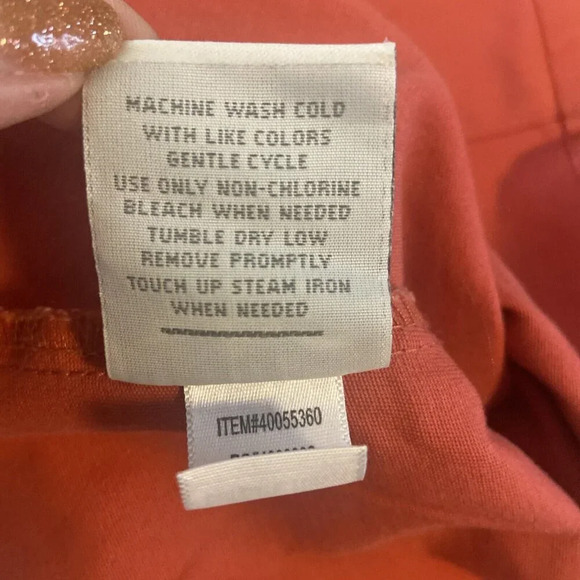 MACHINE WASH COLD
WITH LIKE COLORS
GENTLE CYCLE
USE ONLY NON-CHLORINE
BLEACH WHEN NEEDED
TUMBLE DRY LOW
REMOVE PROMPTLY
TOUCH UP STEAM IRON
WHEN NEEDED
ITEM#40055360